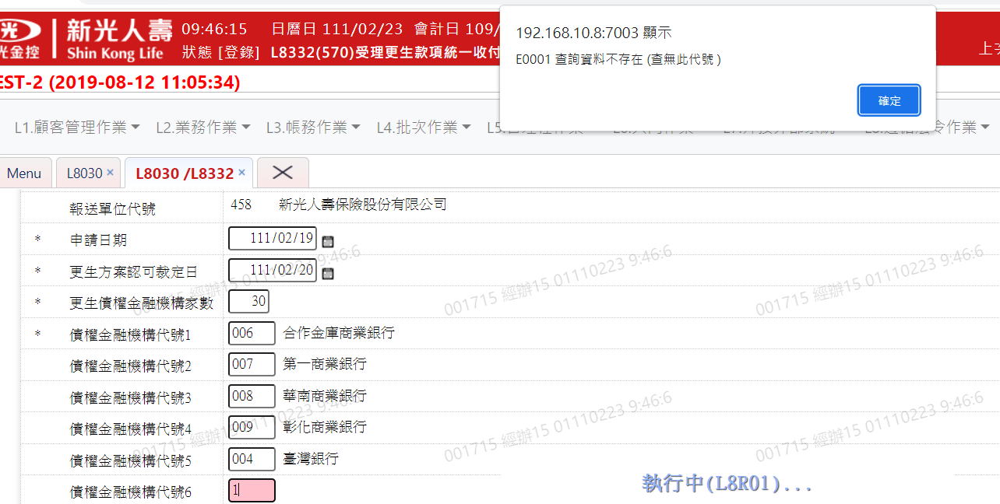 新光人壽 09:46:15 日曆日 111/02/23 會計日 109/
光金控 Shin Kong Life 狀態 [登錄] L8332(570)受理更生款項統一收付
192.168.10.8:7003 顯示
E0001 查詢資料不存在 (查無此代號 )
確定
EST-2 (2019-08-12 11:05:34)
L1.顧客管理作業 L2.業務作業 L3.帳務作業 L4.批次作業
令作業
Menu L8030 × L8030 /L8332 ×
報送單位代號 458 新光人壽保險股份有限公司
* 申請日期 111/02/19
* 更生方案認可裁定日 111/02/20
* 更生債權金融機構家數 30
* 債權金融機構代號1 006 合作金庫商業銀行
債權金融機構代號2 007 第一商業銀行
債權金融機構代號3 008 華南商業銀行
債權金融機構代號4 009 彰化商業銀行
債權金融機構代號5 004 臺灣銀行
債權金融機構代號6 1
執行中(L8R01)...
001715 經辦15 01110223 9:46:6
001715 經辦15 01110223 9:46:6
001715 經辦15 01110223 9:46:6
001715 經辦15 01110223 9:46:6
001715 經辦15 01110223 9:46:6
001715 經辦15 01110223 9:46:6